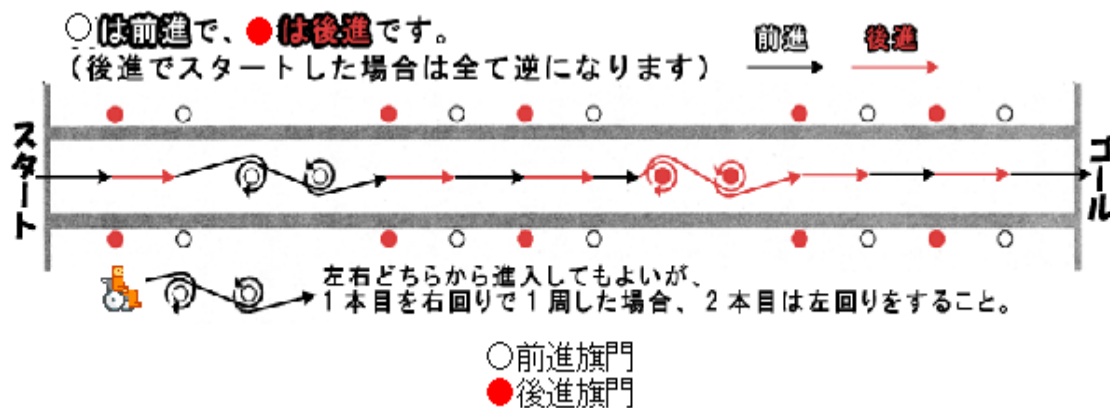 ○は前進で、●は後進です。
(後進でスタートした場合は全て逆になります)
前進
後進
スタート
ゴール
左右どちらから進入してもよいが、
1本目を右回りで1周した場合、2本目は左回りをすること。
○前進旗門
●後進旗門